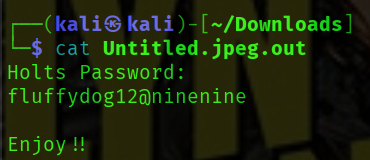 ┌──(kali㉿kali)-[~/Downloads]
└─$ cat Untitled.jpeg.out
Holts Password:
fluffydog12@ninenine
Enjoy!!